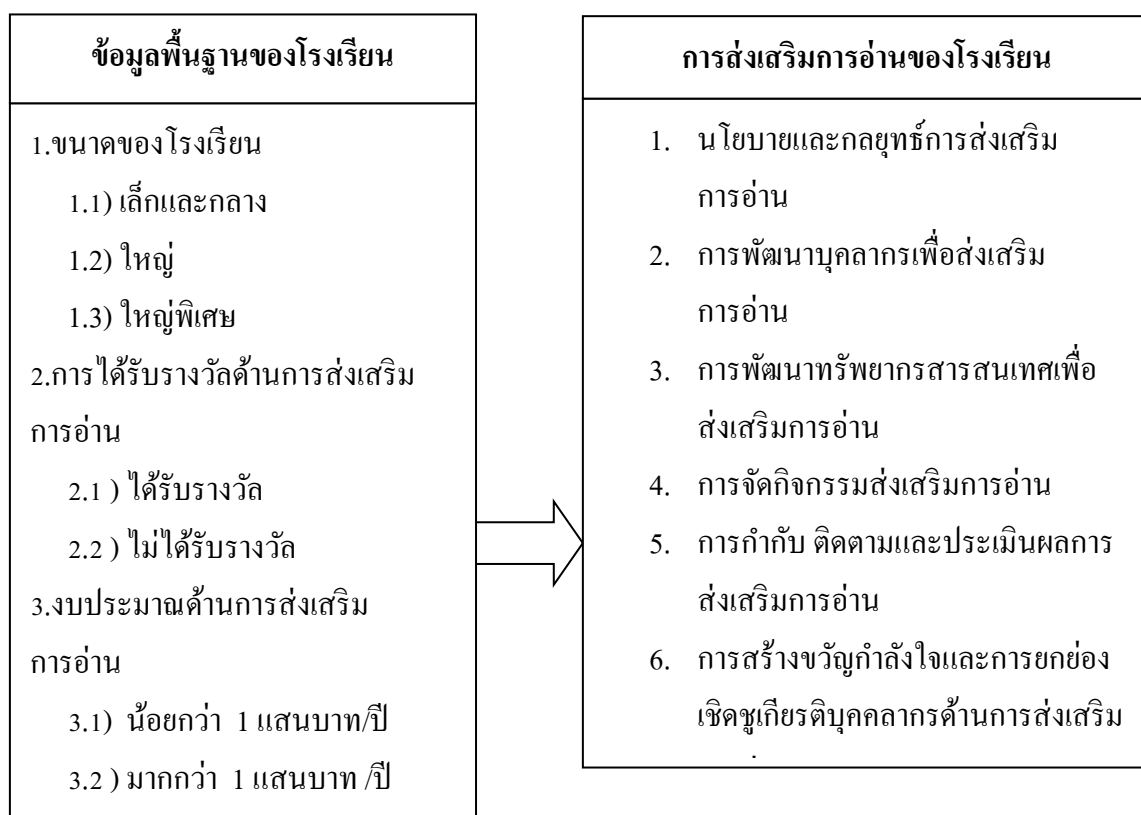 ข้อมูลพื้นฐานของโรงเรียน
1.ขนาดของโรงเรียน
1.1) เล็กและกลาง
1.2) ใหญ่
1.3) ใหญ่พิเศษ
2.การได้รับรางวัลด้านการส่งเสริม
การอ่าน
2.1 ) ได้รับรางวัล
2.2 ) ไม่ได้รับรางวัล
3.งบประมาณด้านการส่งเสริม
การอ่าน
3.1) น้อยกว่า 1 แสนบาท/ปี
3.2 ) มากกว่า 1 แสนบาท /ปี
การส่งเสริมการอ่านของโรงเรียน
1. นโยบายและกลยุทธ์การส่งเสริม
การอ่าน
2. การพัฒนาบุคลากรเพื่อส่งเสริม
การอ่าน
3. การพัฒนาทรัพยากรสารสนเทศเพื่อ
ส่งเสริมการอ่าน
4. การจัดกิจกรรมส่งเสริมการอ่าน
5. การกำกับ ติดตามและประเมินผลการ
ส่งเสริมการอ่าน
6. การสร้างขวัญกำลังใจและการยกย่อง
เชิดชูเกียรติบุคคลากรด้านการส่งเสริม